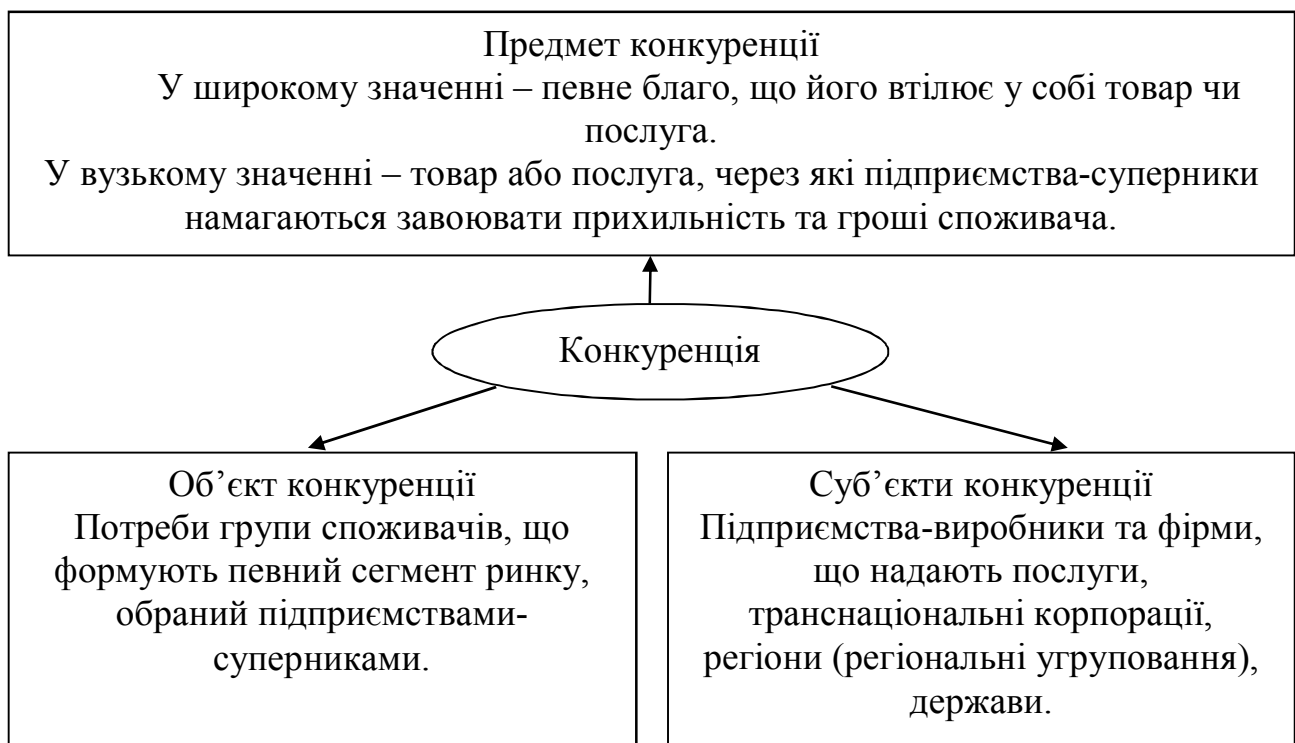 Предмет конкуренції
У широкому значенні – певне благо, що його втілює у собі товар чи
послуга.
У вузькому значенні – товар або послуга, через які підприємства-суперники
намагаються завоювати прихильність та гроші споживача.
Конкуренція
Об’єкт конкуренції
Потреби групи споживачів, що
формують певний сегмент ринку,
обраний підприємствами-
суперниками.
Суб’єкти конкуренції
Підприємства-виробники та фірми,
що надають послуги,
транснаціональні корпорації,
регіони (регіональні угруповання),
держави.